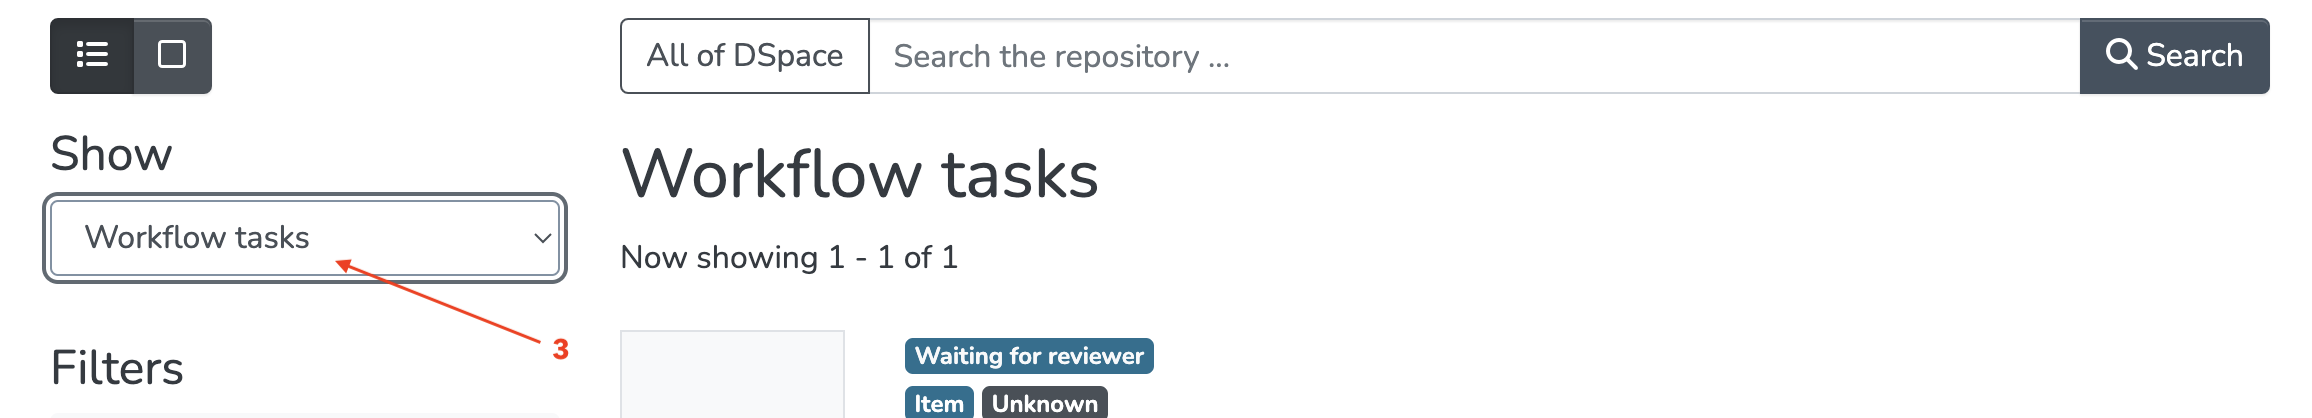 All of DSpace
Search the repository ...
Search
Show
Workflow tasks
3
Filters
Workflow tasks
Now showing 1 - 1 of 1
Waiting for reviewer
Item Unknown